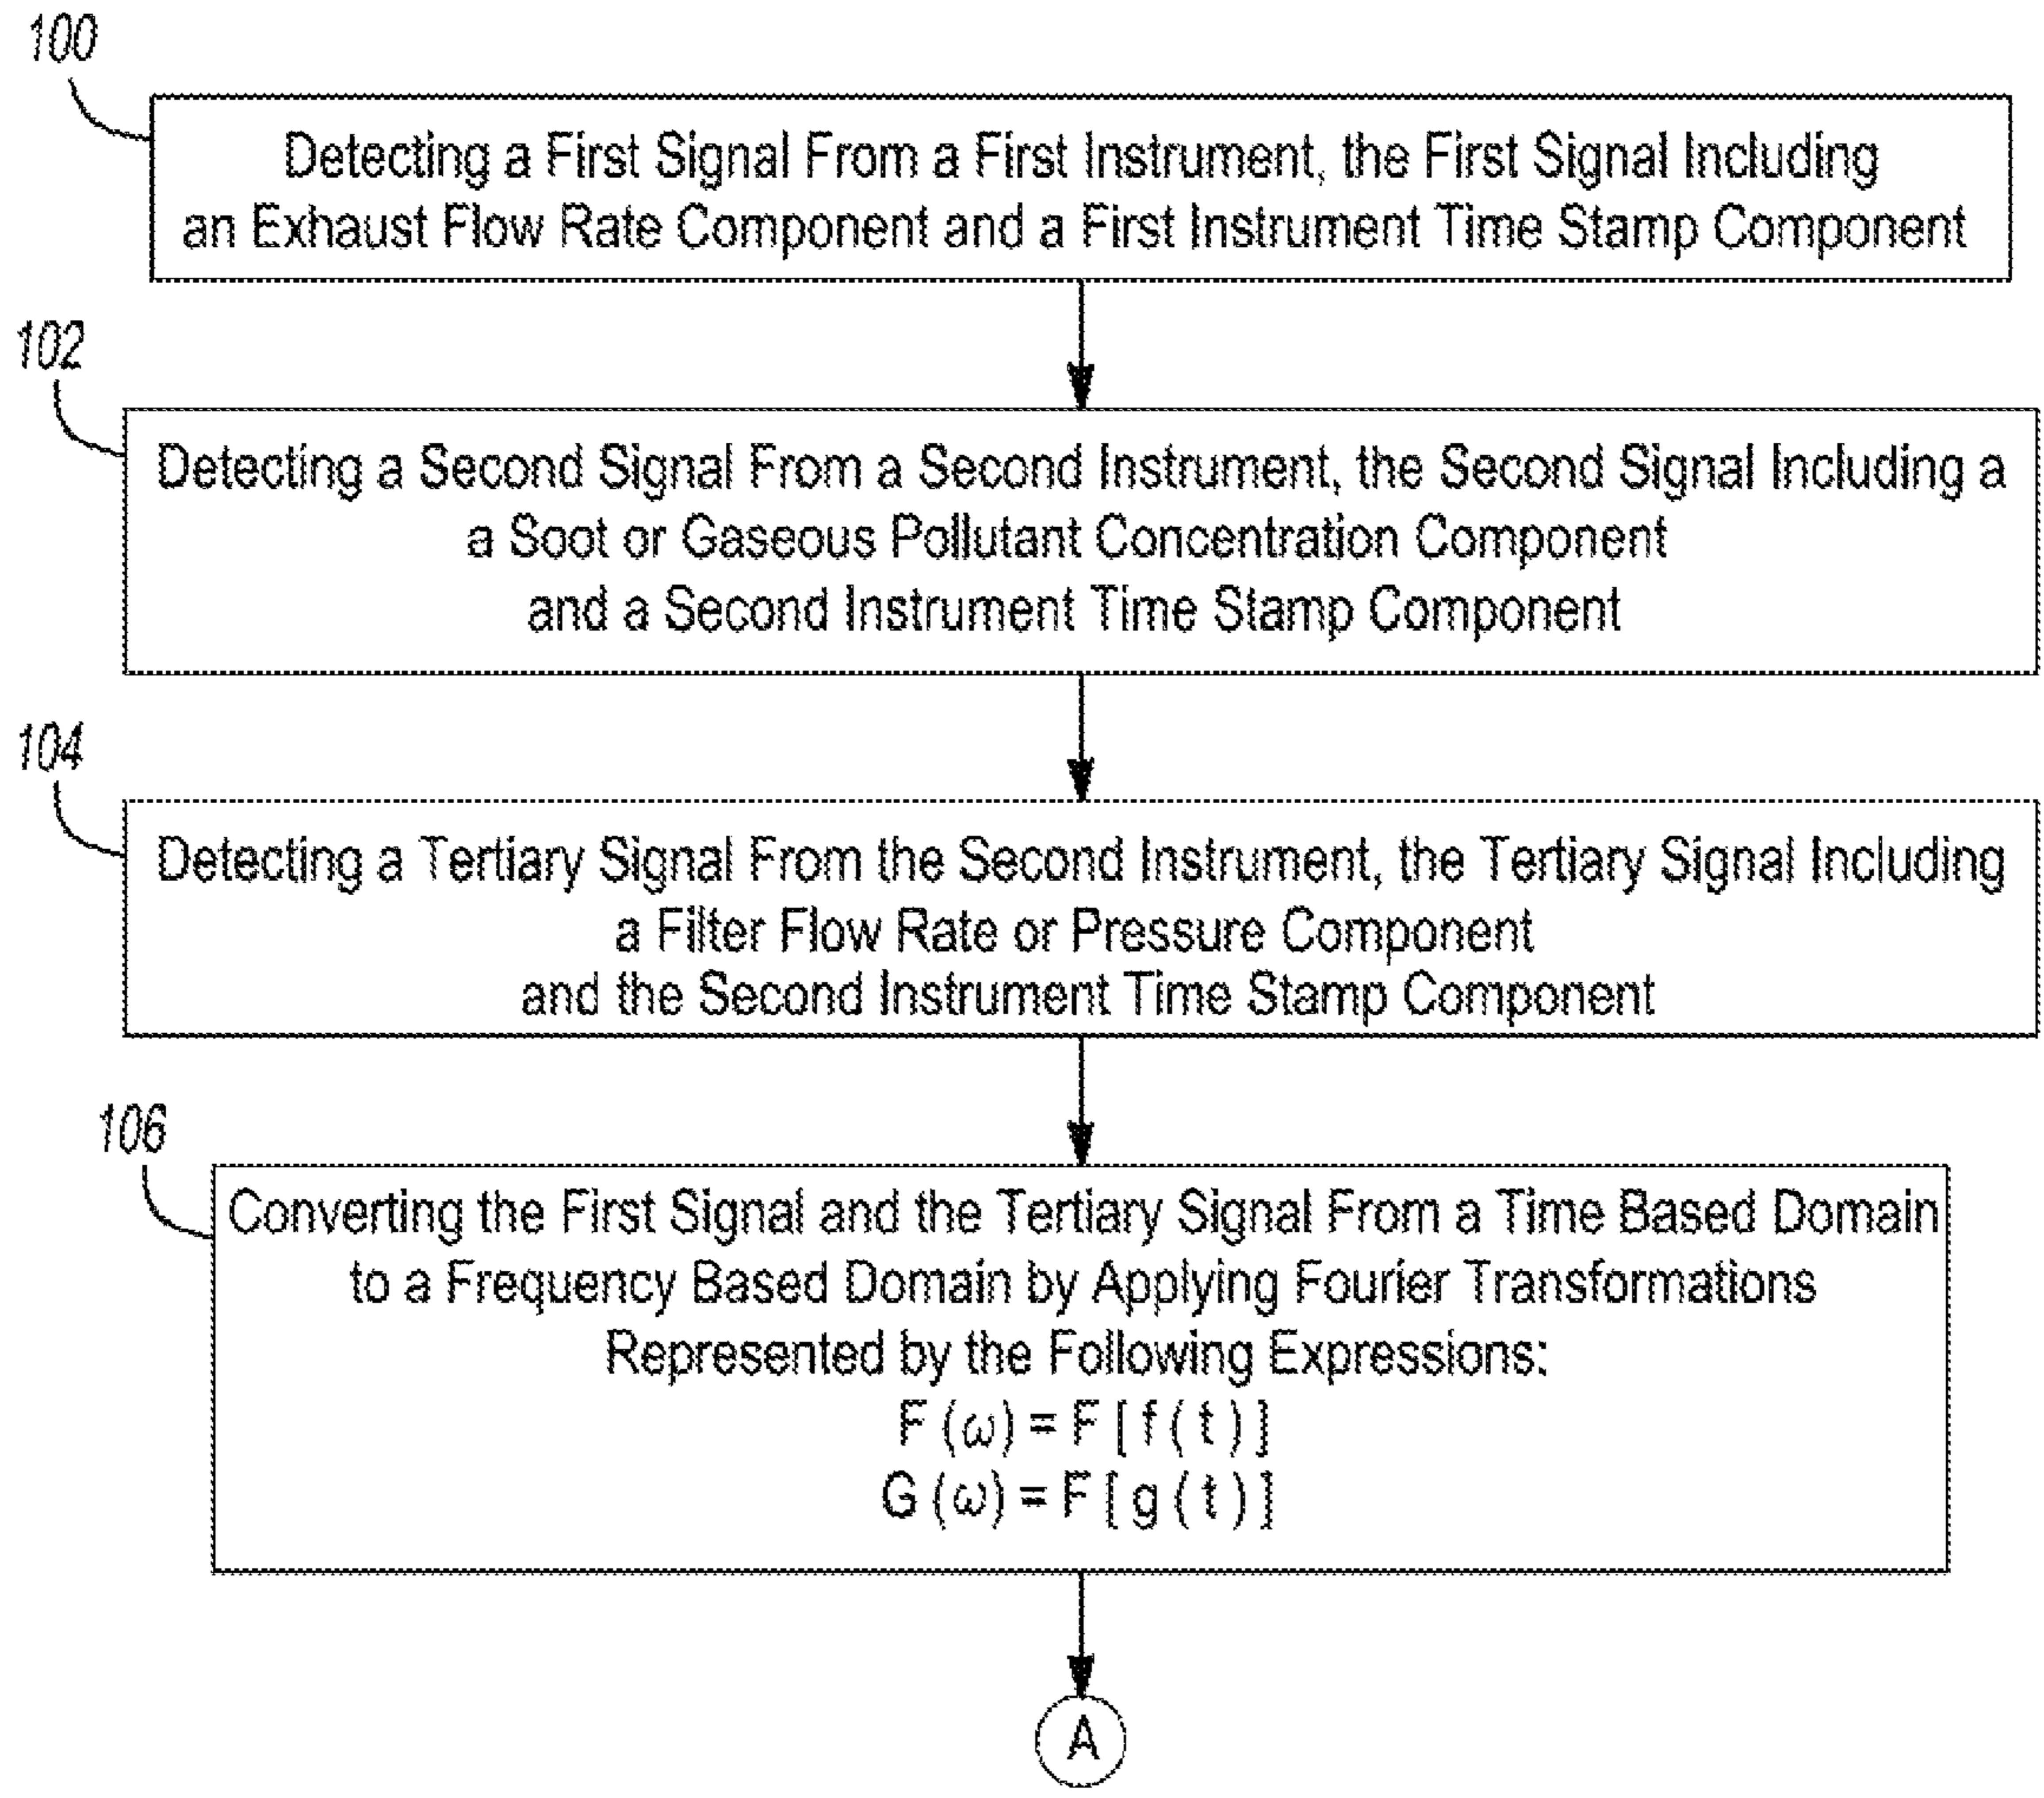 100
Detecting a First Signal From a First Instrument, the First Signal Including
an Exhaust Flow Rate Component and a First Instrument Time Stamp Component
102
Detecting a Second Signal From a Second Instrument, the Second Signal Including a
a Soot or Gaseous Pollutant Concentration Component
and a Second Instrument Time Stamp Component
104
Detecting a Tertiary Signal From the Second Instrument, the Tertiary Signal Including
a Filter Flow Rate or Pressure Component
and the Second Instrument Time Stamp Component
106
Converting the First Signal and the Tertiary Signal From a Time Based Domain
to a Frequency Based Domain by Applying Fourier Transformations
Represented by the Following Expressions:
F (ω) = F [ f ( t ) ]
G (ω) = F [ g ( t ) ]
A